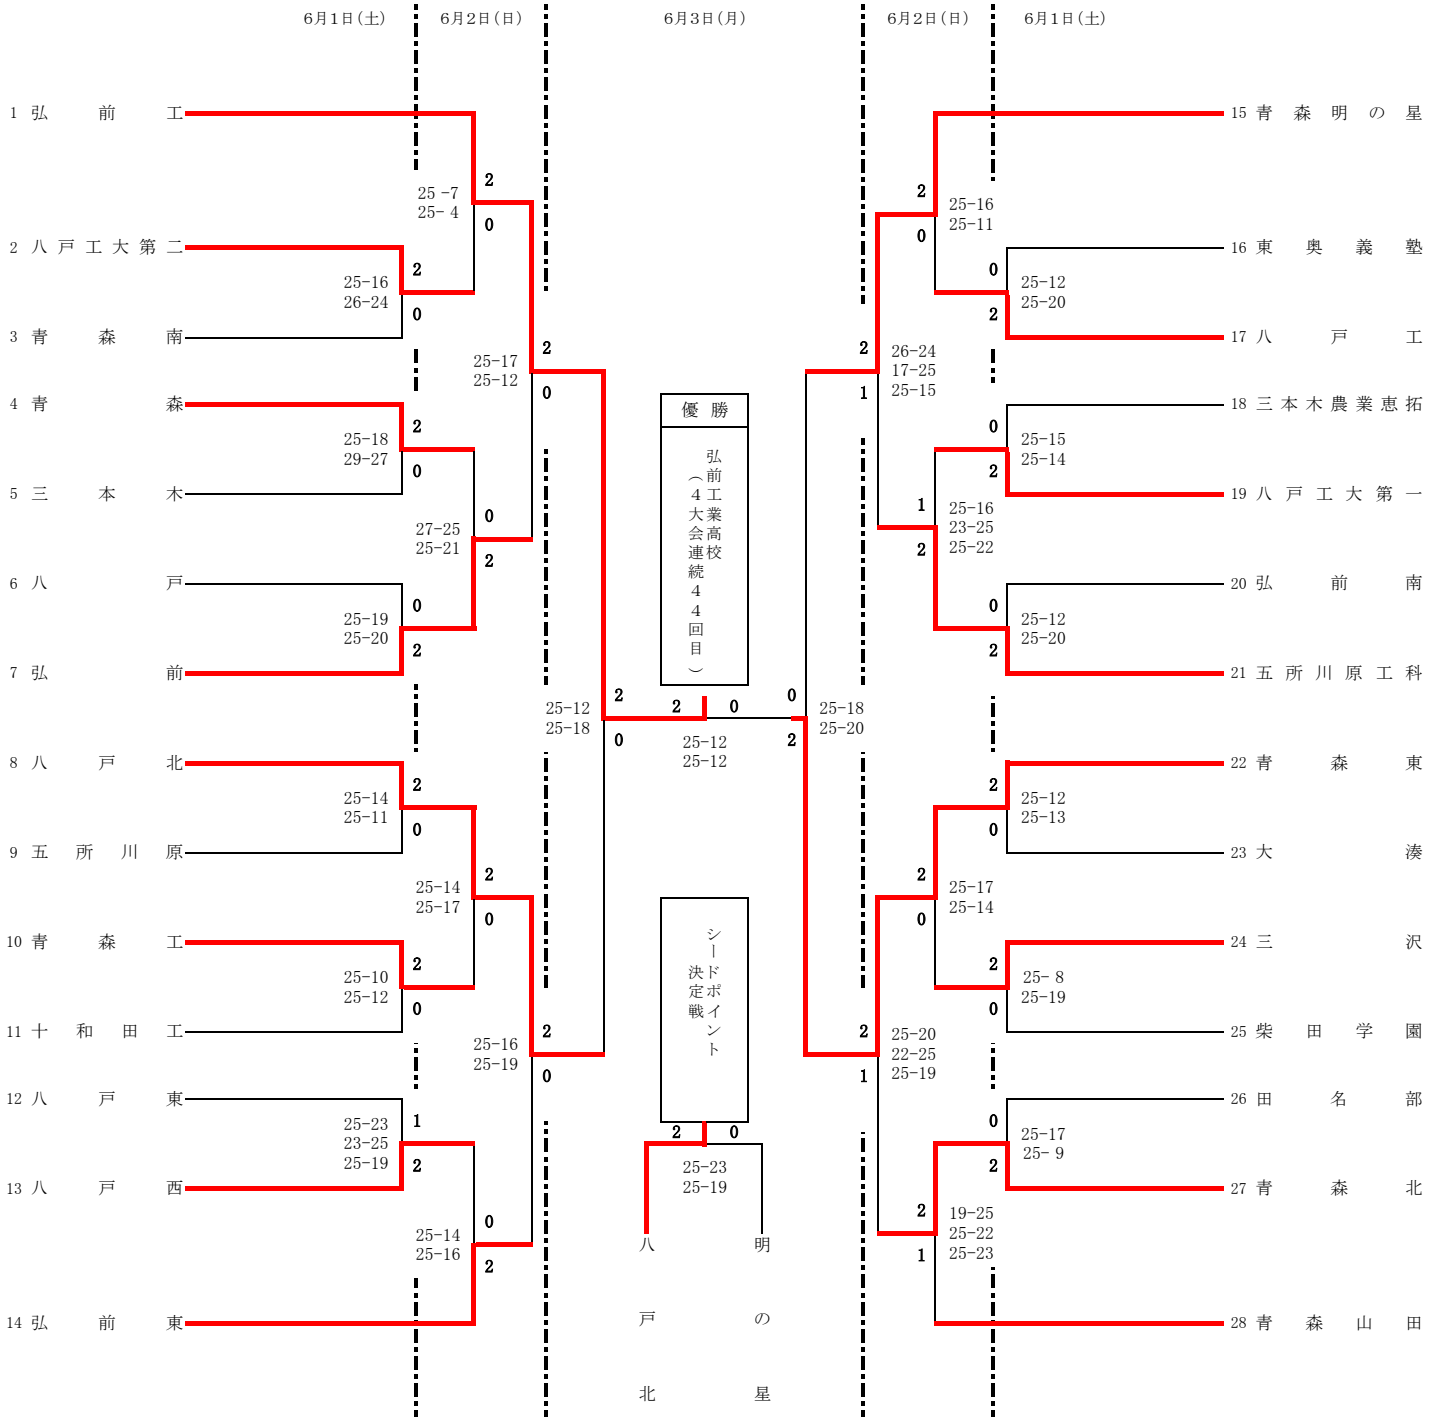 6月1日(土)
6月2日(日)
6月3日(月)
6月2日(日)
6月1日(土)
1 弘前工
2 八戸工大第二
3 青森南
4 青森
5 三本木
6 八戸
7 弘前
8 八戸北
9 五所川原
10 青森工
11 十和田工
12 八戸東
13 八戸西
14 弘前東
25-16
26-24
2
0
25-18
29-27
2
0
25-19
25-20
0
2
25-14
25-11
2
0
25-10
25-12
2
0
25-23
23-25
25-19
1
2
25 -7
25- 4
2
0
27-25
25-21
0
2
25-14
25-17
2
0
25-14
25-16
0
2
25-17
25-12
2
0
25-16
25-19
2
0
25-12
25-18
2
0
優勝
弘前工業高校
(4大会連続44回目)
2
0
25-12
25-12
シードポイント
決定戦
2
0
25-23
25-19
八戸北
明の星
0
2
25-18
25-20
2
1
26-24
17-25
25-15
2
1
25-20
22-25
25-19
2
0
25-16
25-11
1
2
25-16
23-25
25-22
2
0
25-17
25-14
2
1
19-25
25-22
25-23
0
2
25-12
25-20
0
2
25-15
25-14
0
2
25-12
25-20
2
0
25-12
25-13
2
0
25- 8
25-19
0
2
25-17
25- 9
15 青森明の星
16 東奥義塾
17 八戸工
18 三本木農業恵拓
19 八戸工大第一
20 弘前南
21 五所川原工科
22 青森東
23 大湊
24 三沢
25 柴田学園
26 田名部
27 青森北
28 青森山田